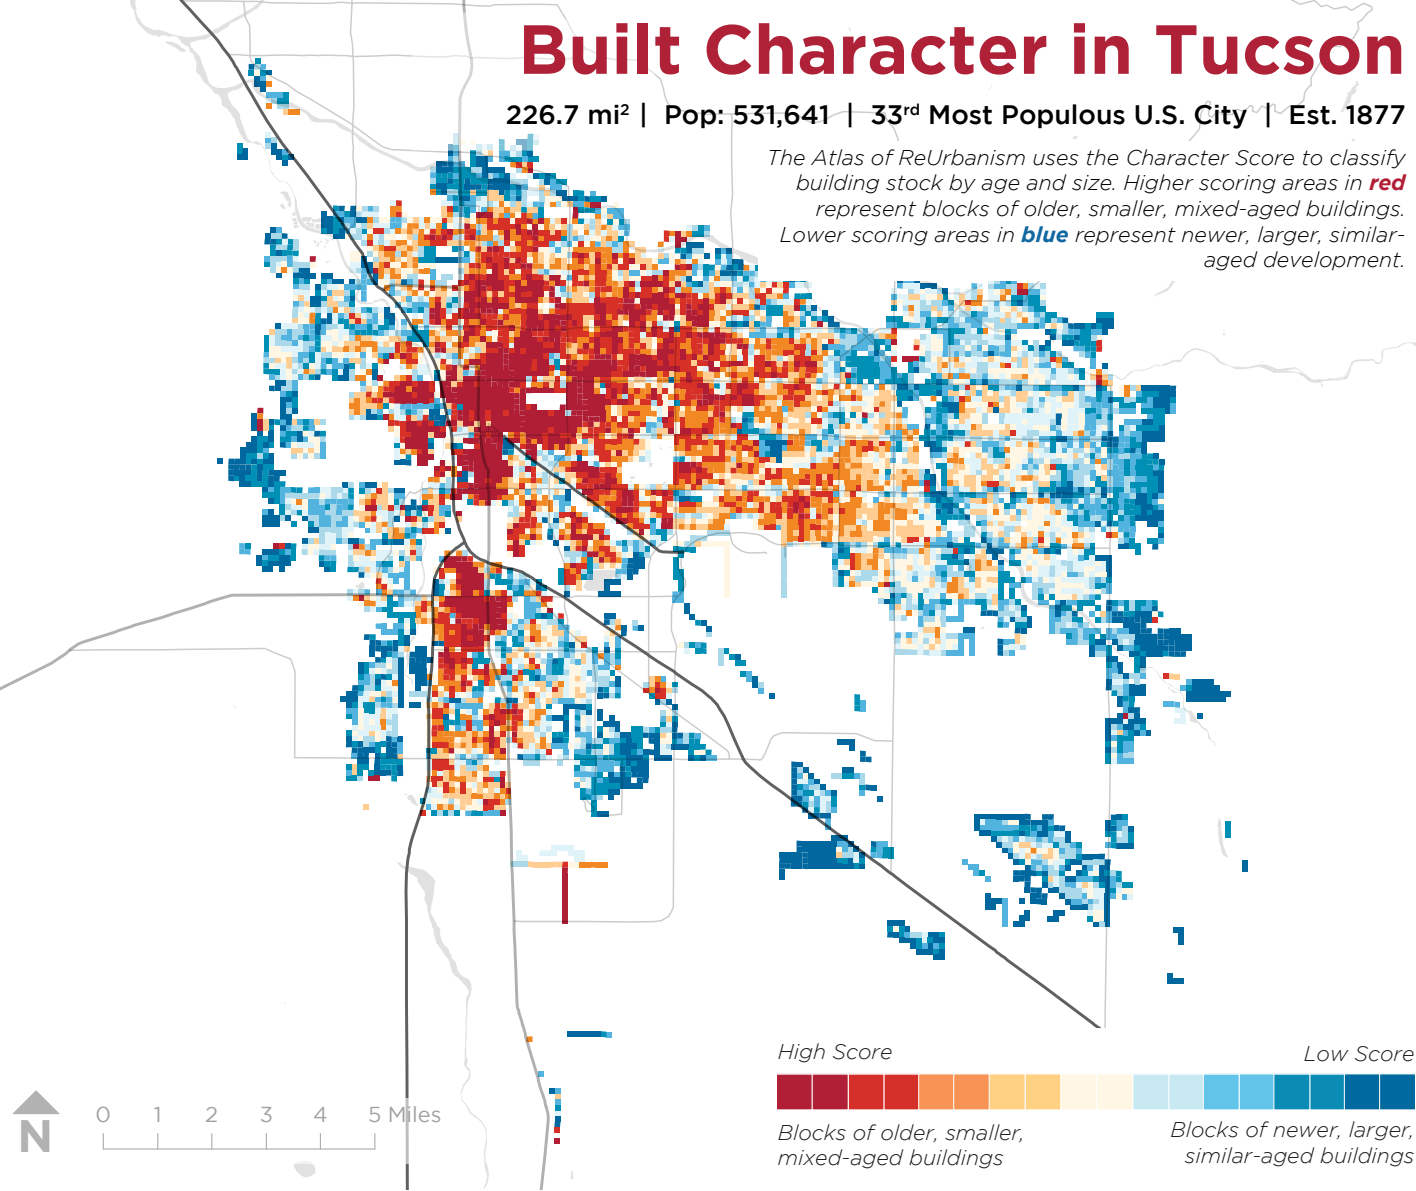 Built Character in Tucson
226.7 mi² | Pop: 531,641 | 33rd Most Populous U.S. City | Est. 1877
The Atlas of ReUrbanism uses the Character Score to classify
building stock by age and size. Higher scoring areas in red
represent blocks of older, smaller, mixed-aged buildings.
Lower scoring areas in blue represent newer, larger, similar-
aged development.
High Score
Low Score
Blocks of older, smaller,
mixed-aged buildings
Blocks of newer, larger,
similar-aged buildings
N
0 1 2 3 4 5 Miles